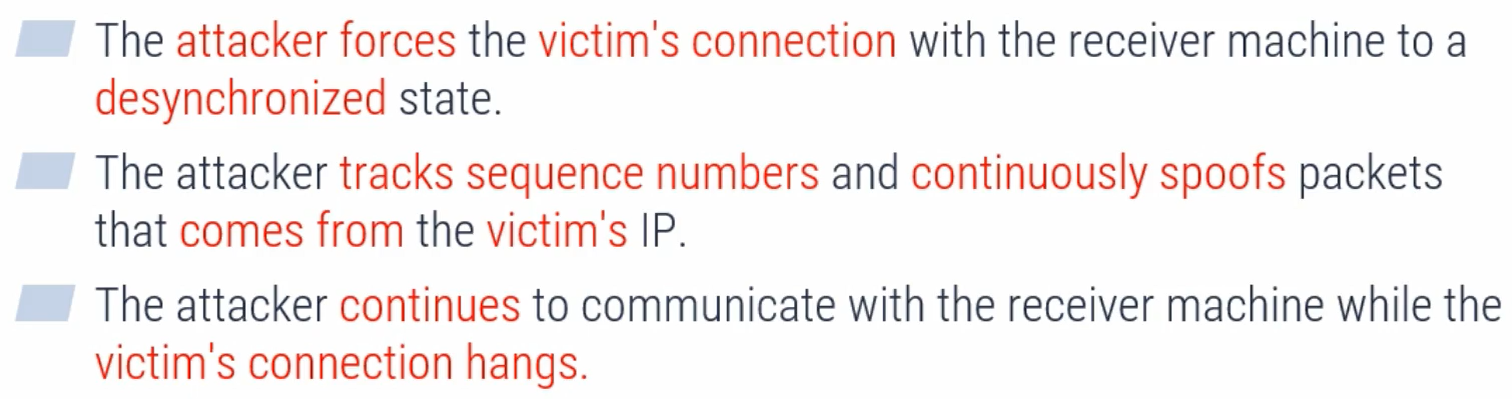 The attacker forces the victim's connection with the receiver machine to a
desynchronized state.
The attacker tracks sequence numbers and continuously spoofs packets
that comes from the victim's IP.
The attacker continues to communicate with the receiver machine while the
victim's connection hangs.